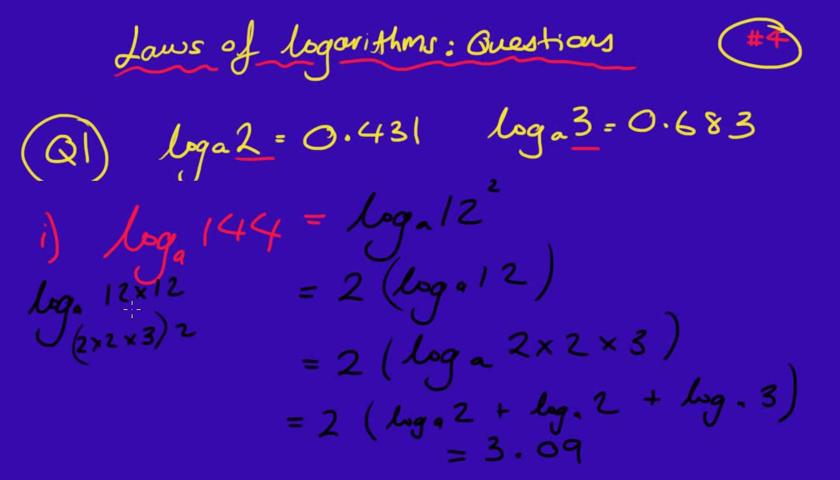 Laws of logarithms: Questions #4
Q1 logₐ2 = 0.431 logₐ3 = 0.683
i) logₐ144 = logₐ12²
logₐ 12×12
= 2(logₐ12)
(2×2×3)2
= 2(logₐ 2×2×3)
= 2(logₐ2 + logₐ2 + logₐ3)
= 3.09